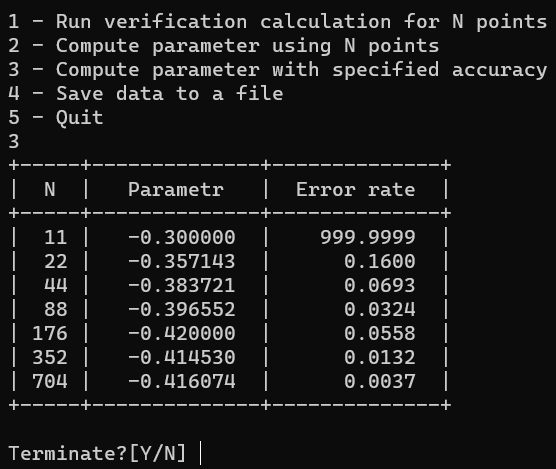 1 - Run verification calculation for N points
2 - Compute parameter using N points
3 - Compute parameter with specified accuracy
4 - Save data to a file
5 - Quit
3
+-----+--------------+--------------+
|  N  |   Parametr   |  Error rate  |
+-----+--------------+--------------+
|  11 |   -0.300000  |    999.9999  |
|  22 |   -0.357143  |      0.1600  |
|  44 |   -0.383721  |      0.0693  |
|  88 |   -0.396552  |      0.0324  |
| 176 |   -0.420000  |      0.0558  |
| 352 |   -0.414530  |      0.0132  |
| 704 |   -0.416074  |      0.0037  |
+-----+--------------+--------------+
Terminate?[Y/N]